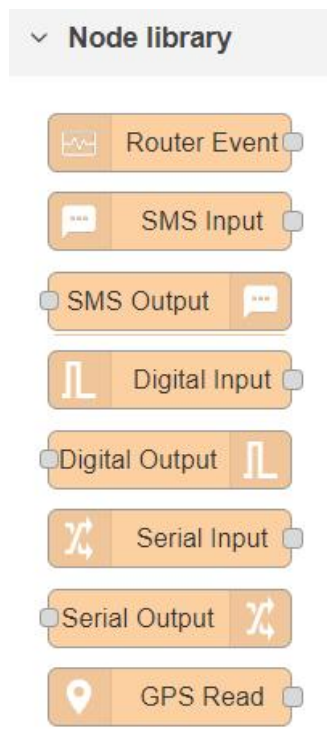 Node library
Router Event
SMS Input
SMS Output
Digital Input
Digital Output
Serial Input
Serial Output
GPS Read